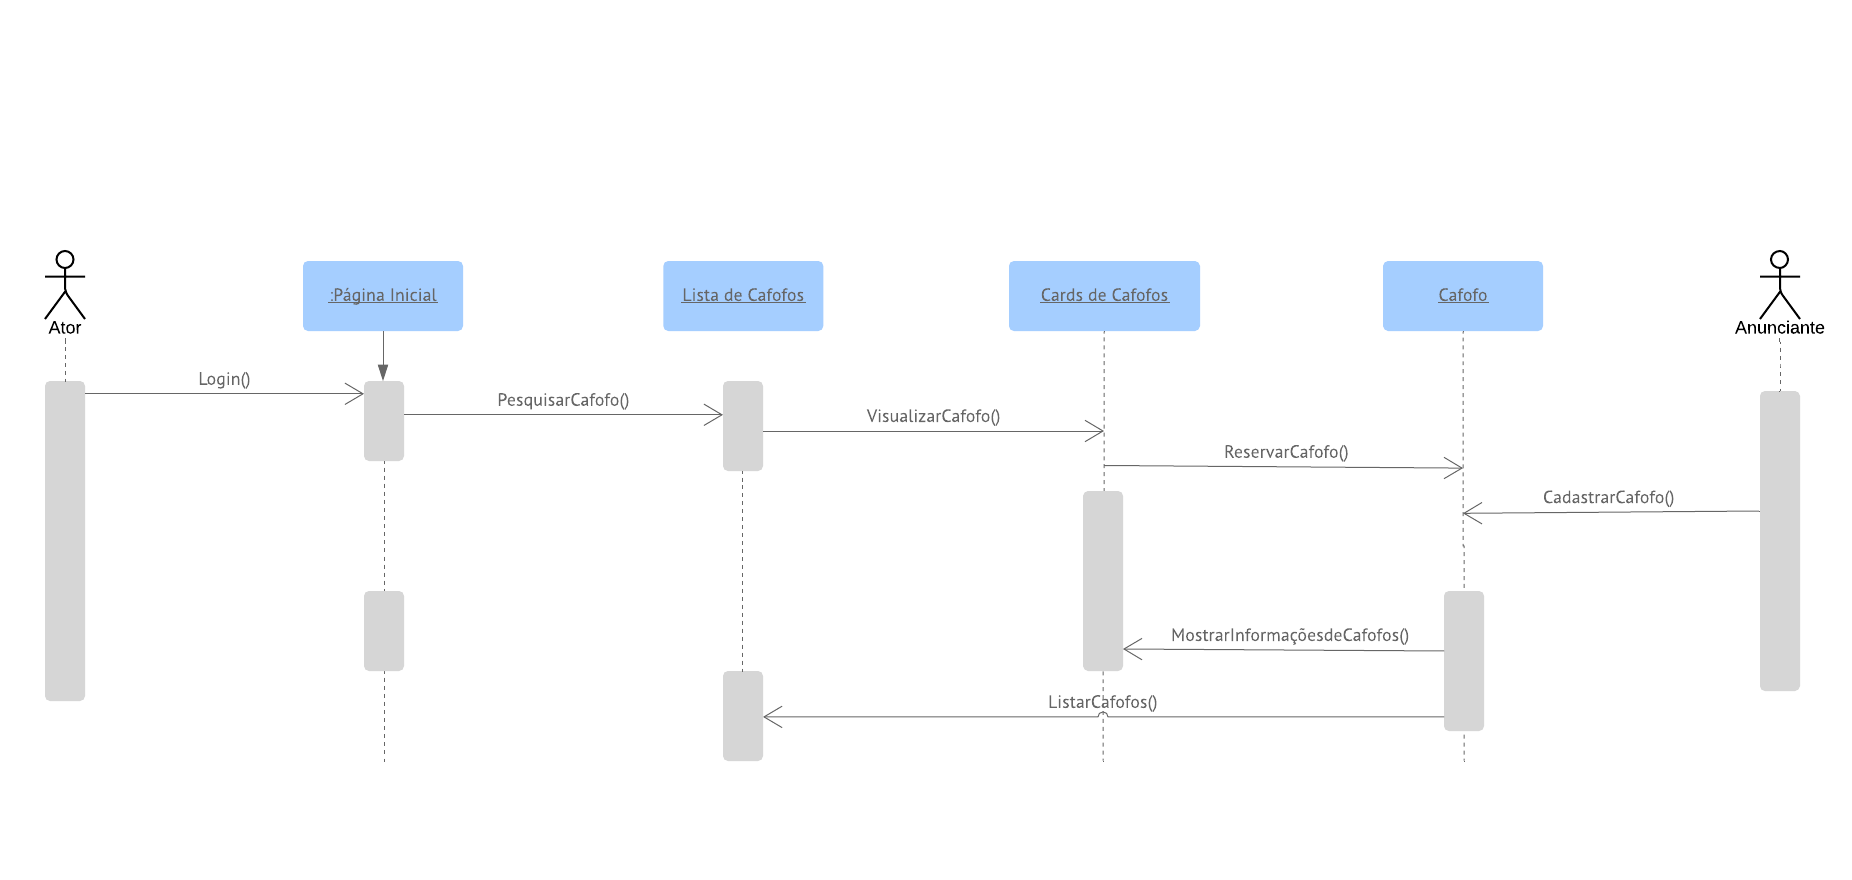 Ator
:Página Inicial
Lista de Cafofos
Cards de Cafofos
Cafofo
Anunciante
Login()
PesquisarCafofo()
VisualizarCafofo()
ReservarCafofo()
CadastrarCafofo()
MostrarInformaçõesdeCafofos()
ListarCafofos()